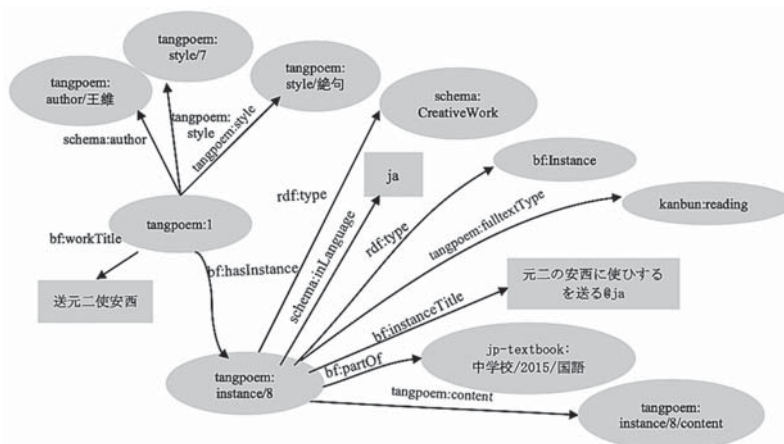 tangpoem:
style/7
tangpoem:
style/絶句
tangpoem:
author/王維
schema:
CreativeWork
tangpoem:
style
tangpoem:style
schema:author
bf:Instance
ja
rdf:type
kanbun:reading
tangpoem:1
rdf:type
tangpoem:fulltextType
bf:workTitle
bf:hasInstance
schema:inLanguage
送元二使安西
元二の安西に使ひする
を送る@ja
bf:instanceTitle
jp-textbook:
中学校/2015/国語
bf:partOf
tangpoem:
instance/8
tangpoem:content
tangpoem:
instance/8/content